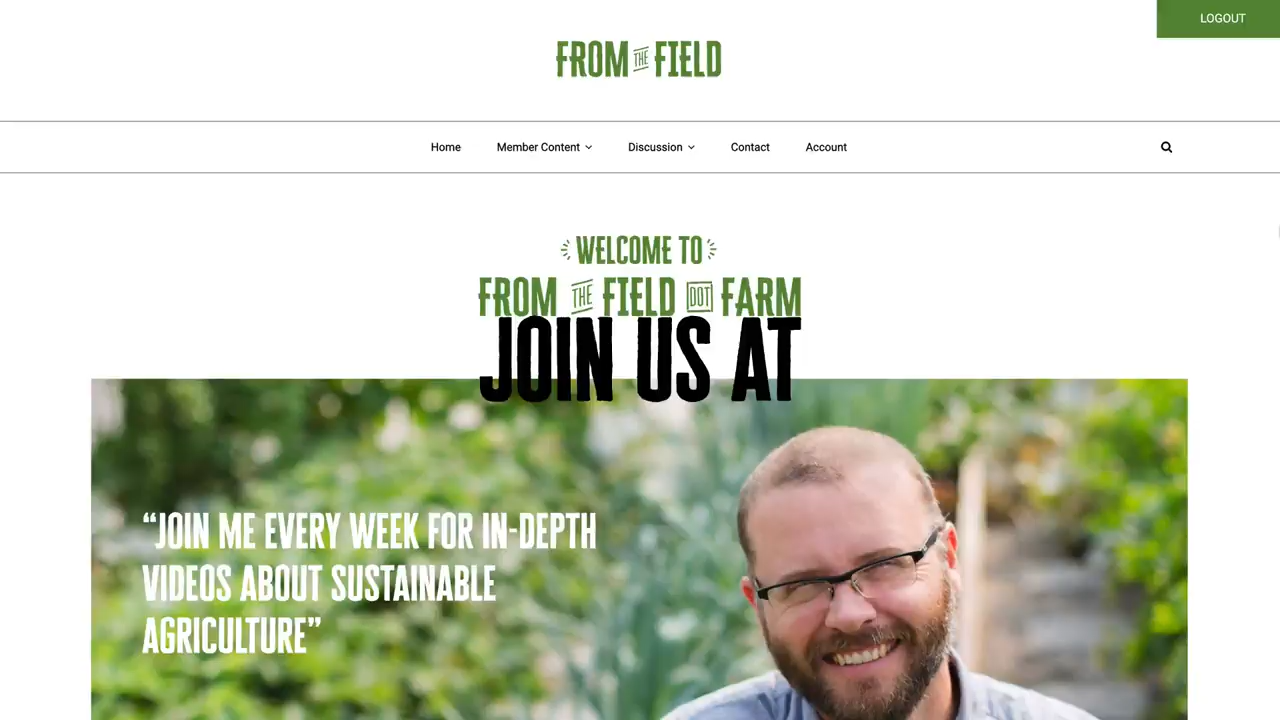 LOGOUT
FROM THE FIELD
Home Member Content Discussion Contact Account
WELCOME TO
FROM THE FIELD DOT FARM
JOIN US AT
“JOIN ME EVERY WEEK FOR IN-DEPTH
VIDEOS ABOUT SUSTAINABLE
AGRICULTURE”